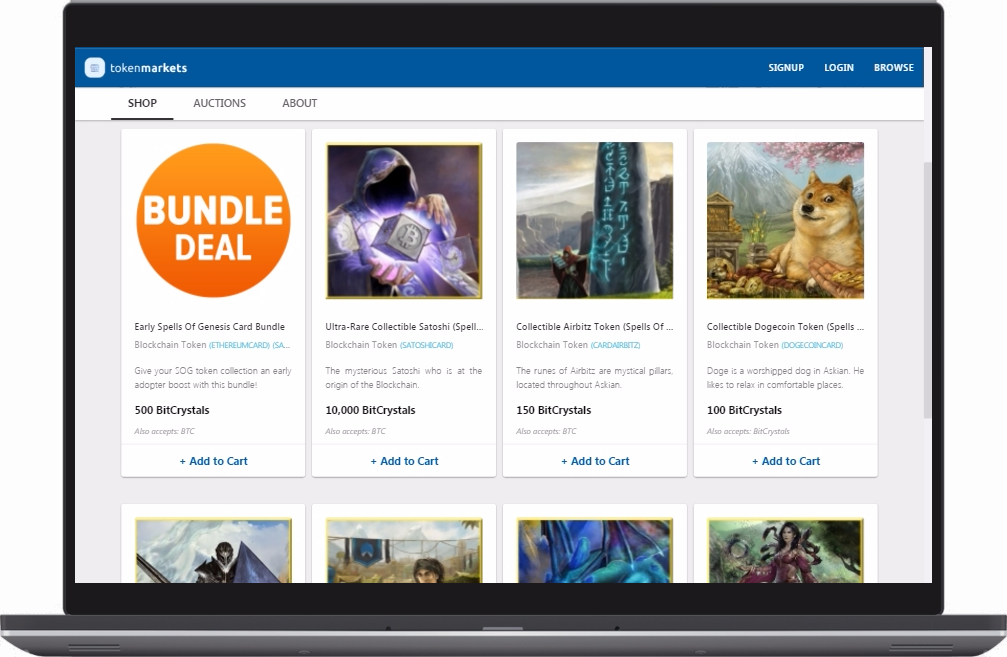 tokenmarkets
SIGNUP LOGIN BROWSE
SHOP AUCTIONS ABOUT
BUNDLE
DEAL
Early Spells Of Genesis Card Bundle
Blockchain Token (ETHEREUMCARD) (SA...
Give your SOG token collection an early
adopter boost with this bundle!
500 BitCrystals
Also accepts: BTC
+ Add to Cart
Ultra-Rare Collectible Satoshi (Spell...
Blockchain Token (SATOSHICARD)
The mysterious Satoshi who is at the
origin of the Blockchain.
10,000 BitCrystals
Also accepts: BTC
+ Add to Cart
Collectible Airbitz Token (Spells Of ...
Blockchain Token (CARDAIRBITZ)
The runes of Airbitz are mystical pillars,
located throughout Askian.
150 BitCrystals
Also accepts: BTC
+ Add to Cart
Collectible Dogecoin Token (Spells ...
Blockchain Token (DOGECOINCARD)
Doge is a worshipped dog in Askian. He
likes to relax in comfortable places.
100 BitCrystals
Also accepts: BitCrystals
+ Add to Cart